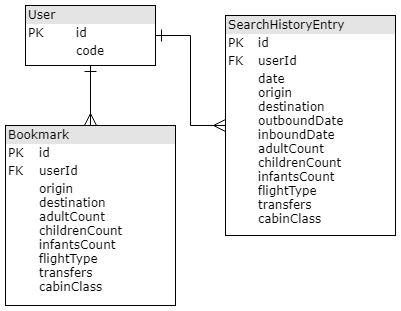 User
PK id
code
SearchHistoryEntry
PK id
FK userId
date
origin
destination
outboundDate
inboundDate
adultCount
childrenCount
infantsCount
flightType
transfers
cabinClass
Bookmark
PK id
FK userId
origin
destination
adultCount
childrenCount
infantsCount
flightType
transfers
cabinClass